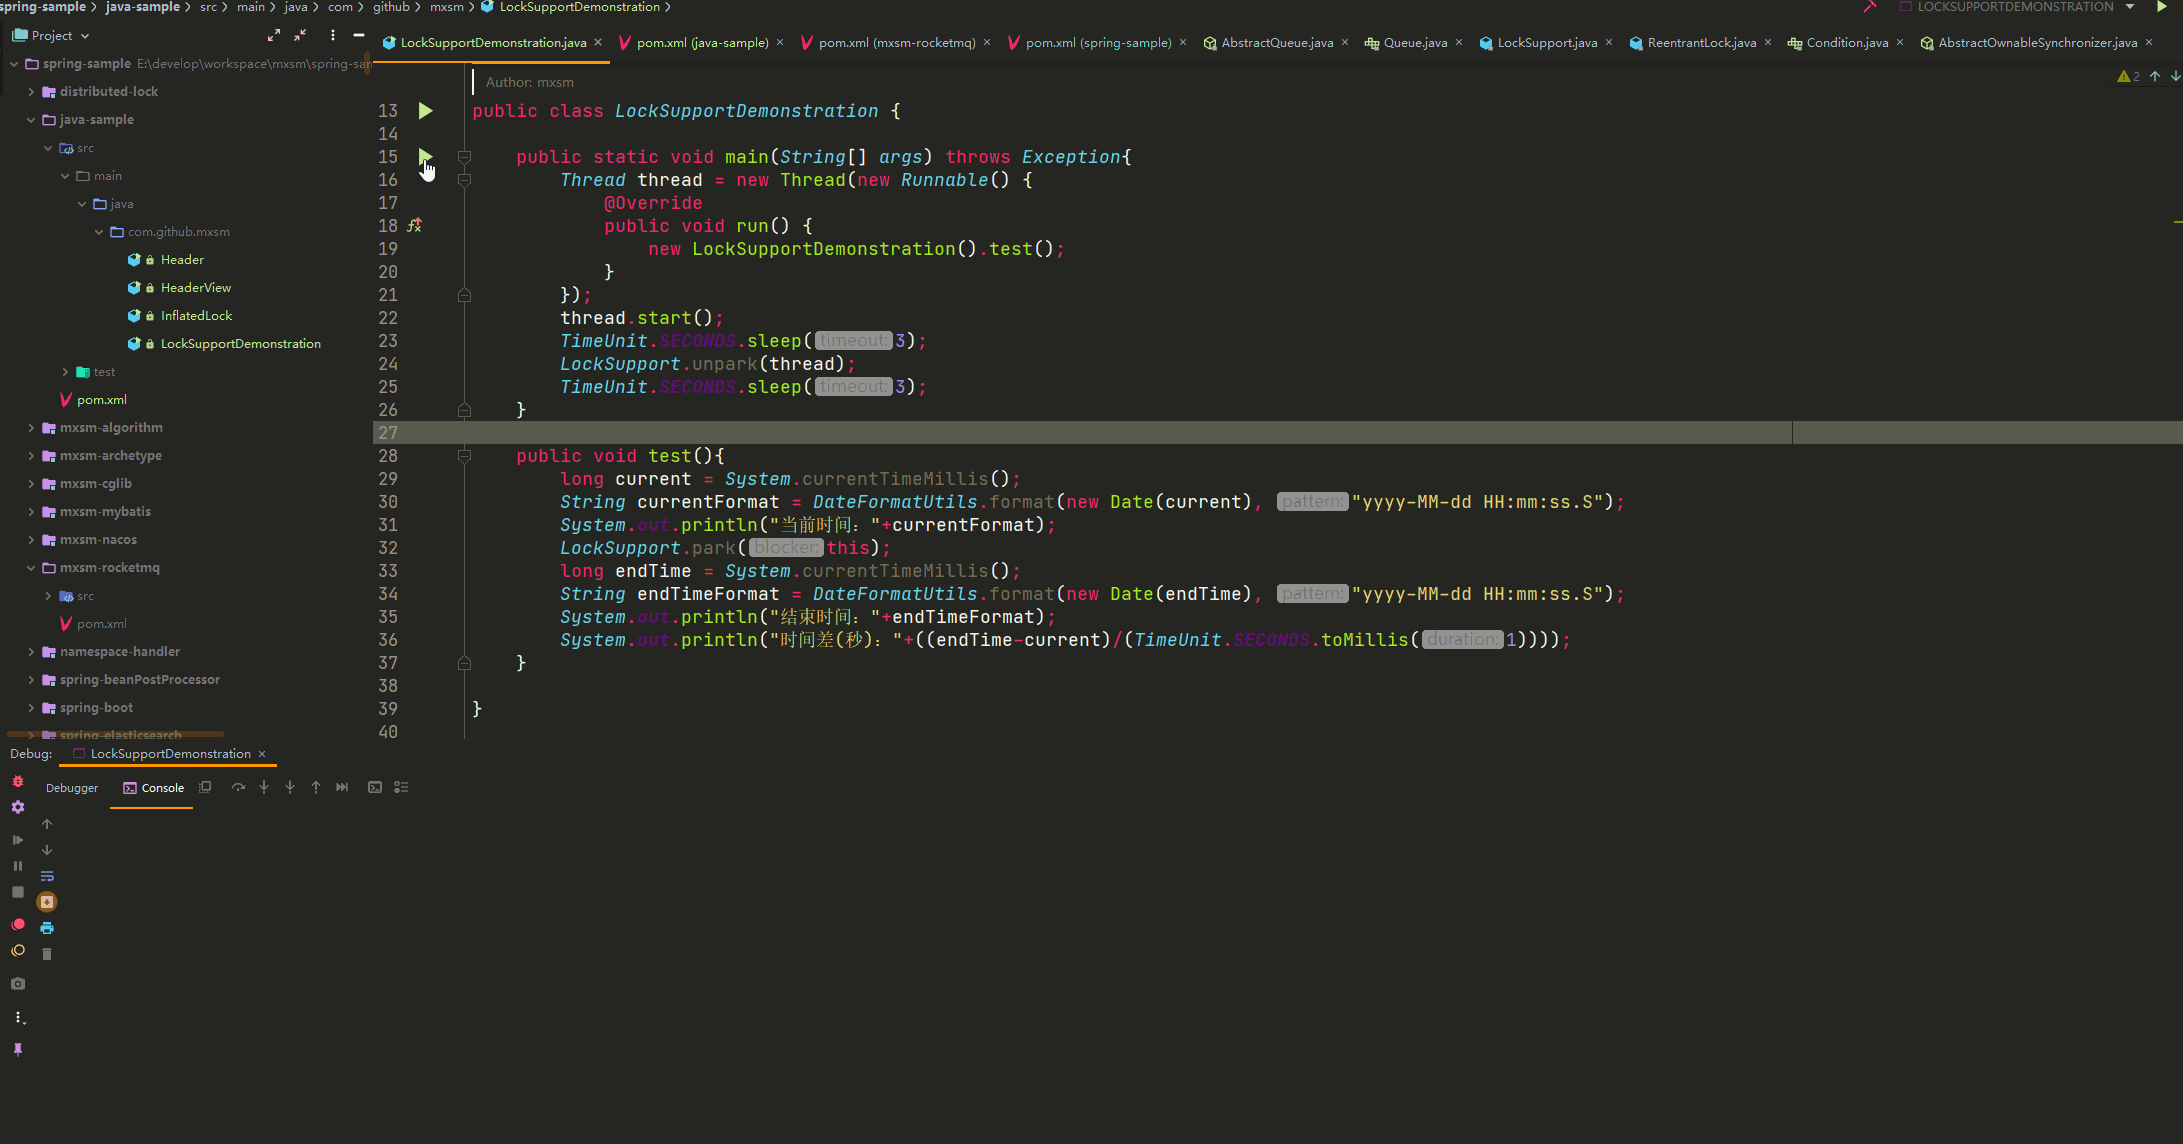 spring-sample > java-sample > src > main > java > com > github > mxsm > LockSupportDemonstration >
LOCKSUPPORTDEMONSTRATION
Project
LockSupportDemonstration.java × pom.xml (java-sample) × pom.xml (mxsm-rocketmq) × pom.xml (spring-sample) × AbstractQueue.java × Queue.java × LockSupport.java × ReentrantLock.java × Condition.java × AbstractOwnableSynchronizer.java ×
spring-sample E:\develop\workspace\mxsm\spring-san
distributed-lock
java-sample
src
main
java
com.github.mxsm
Header
HeaderView
InflatedLock
LockSupportDemonstration
test
pom.xml
mxsm-algorithm
mxsm-archetype
mxsm-cglib
mxsm-mybatis
mxsm-nacos
mxsm-rocketmq
src
pom.xml
namespace-handler
spring-beanPostProcessor
spring-boot
spring-elasticsearch
Author: mxsm
2
13 public class LockSupportDemonstration {
14
15 public static void main(String[] args) throws Exception{
16 Thread thread = new Thread(new Runnable() {
17 @Override
18 public void run() {
19 new LockSupportDemonstration().test();
20 }
21 });
22 thread.start();
23 TimeUnit.SECONDS.sleep( timeout: 3);
24 LockSupport.unpark(thread);
25 TimeUnit.SECONDS.sleep( timeout: 3);
26 }
27
28 public void test(){
29 long current = System.currentTimeMillis();
30 String currentFormat = DateFormatUtils.format(new Date(current), pattern: "yyyy-MM-dd HH:mm:ss.S");
31 System.out.println("当前时间："+currentFormat);
32 LockSupport.park( blocker: this);
33 long endTime = System.currentTimeMillis();
34 String endTimeFormat = DateFormatUtils.format(new Date(endTime), pattern: "yyyy-MM-dd HH:mm:ss.S");
35 System.out.println("结束时间："+endTimeFormat);
36 System.out.println("时间差(秒)："+((endTime-current)/(TimeUnit.SECONDS.toMillis( duration: 1))));
37 }
38
39 }
40
Debug: LockSupportDemonstration ×
Debugger Console